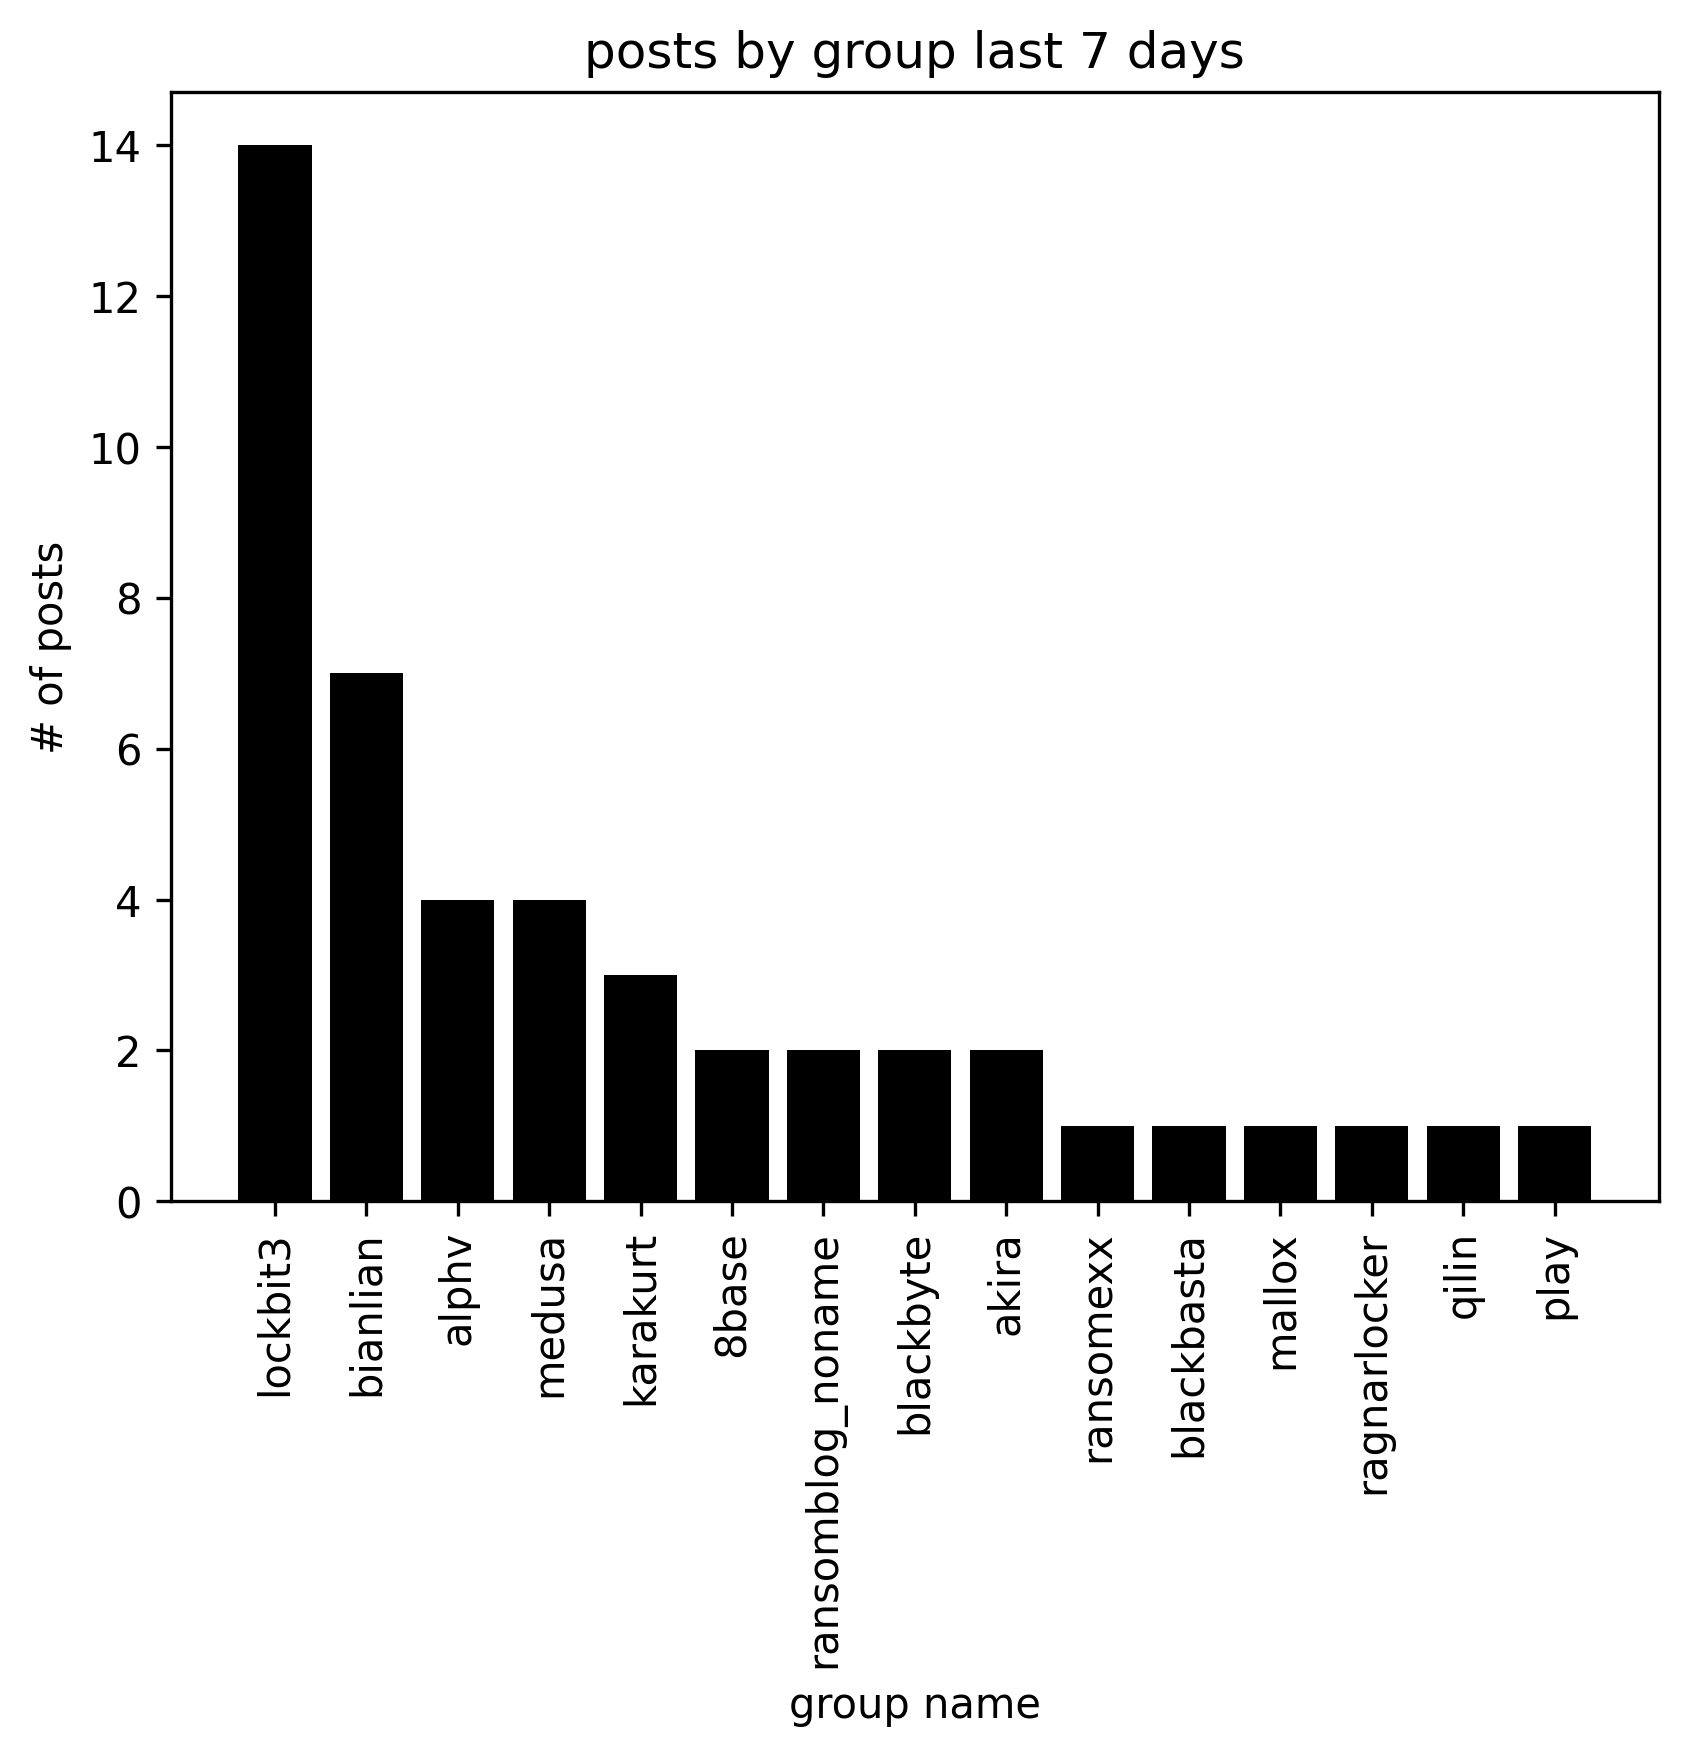 posts by group last 7 days
14
12
10
8
6
4
2
0
# of posts
lockbit3
bianlian
alphv
medusa
karakurt
8base
ransomblog_noname
blackbyte
akira
ransomexx
blackbasta
mallox
ragnarlocker
qilin
play
group name